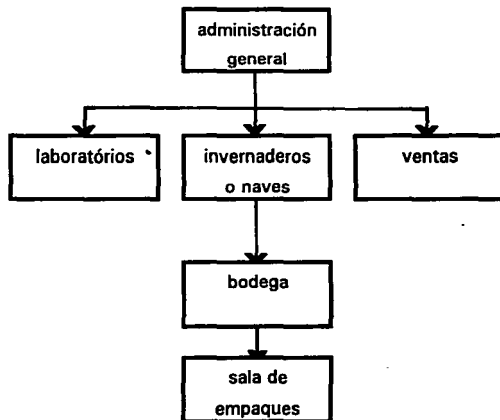 administración
general
laboratórios
invernaderos
o naves
ventas
bodega
sala de
empaques